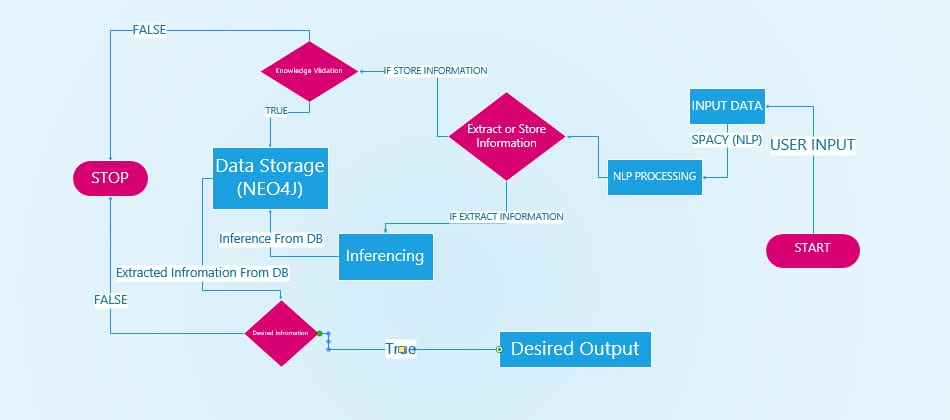 FALSE
Knowledge Vlidation
IF STORE INFORMATION
TRUE
Extract or Store
Information
INPUT DATA
SPACY (NLP)
USER INPUT
STOP
Data Storage
(NEO4J)
NLP PROCESSING
IF EXTRACT INFORMATION
START
Inference From DB
Inferencing
Extracted Infromation From DB
FALSE
Desired Infromation
True
Desired Output